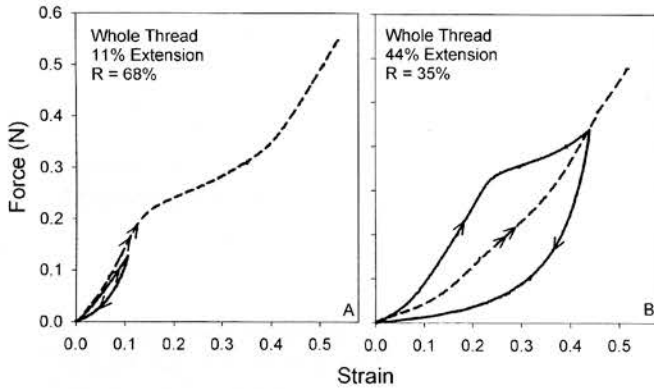 Whole Thread
11% Extension
R = 68%
Whole Thread
44% Extension
R = 35%
Force (N)
0.6
0.5
0.4
0.3
0.2
0.1
0.0
A
B
0.0 0.1 0.2 0.3 0.4 0.5
0.0 0.1 0.2 0.3 0.4 0.5
Strain